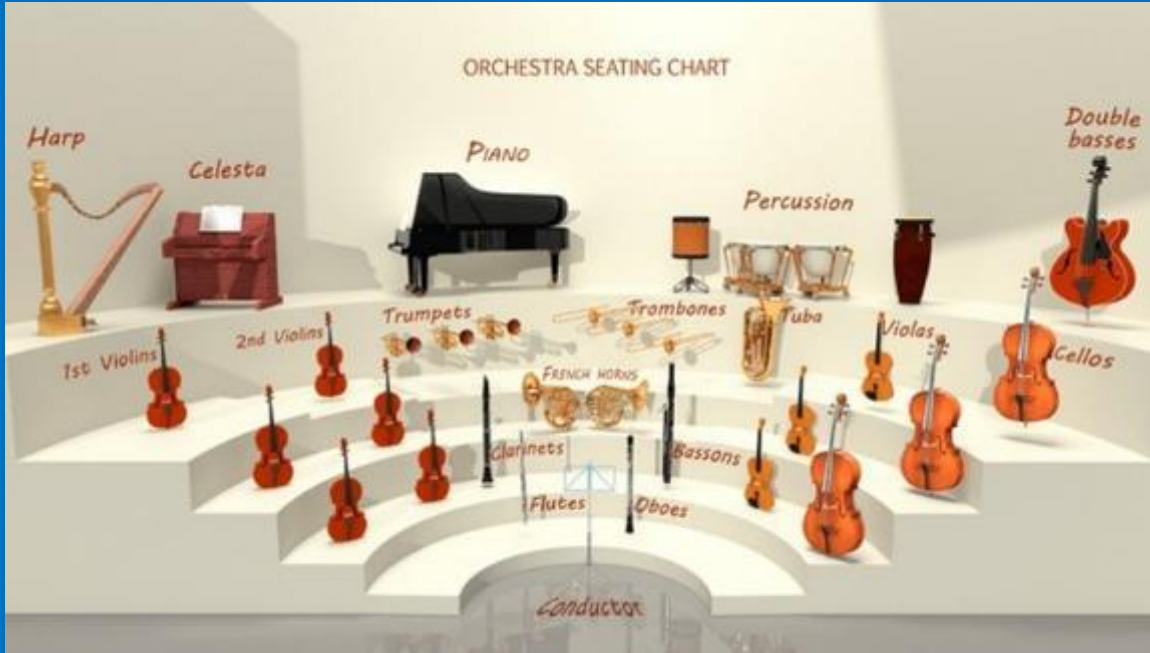 ORCHESTRA SEATING CHART
Harp
Celesta
PIANO
Percussion
Double
basses
1st Violins
2nd Violins
Trumpets
Trombones
Tuba
Violas
Cellos
FRENCH HORNS
Clarinets
Bassons
Flutes
Oboes
Conductor